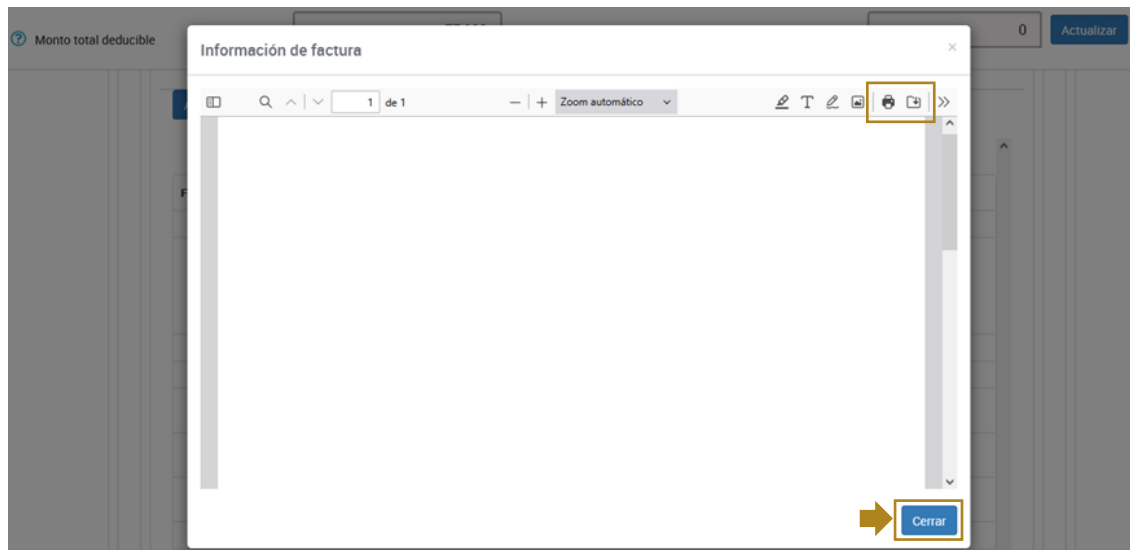 Monto total deducible
0
Actualizar
Información de factura
1 de 1
Zoom automático
Cerrar